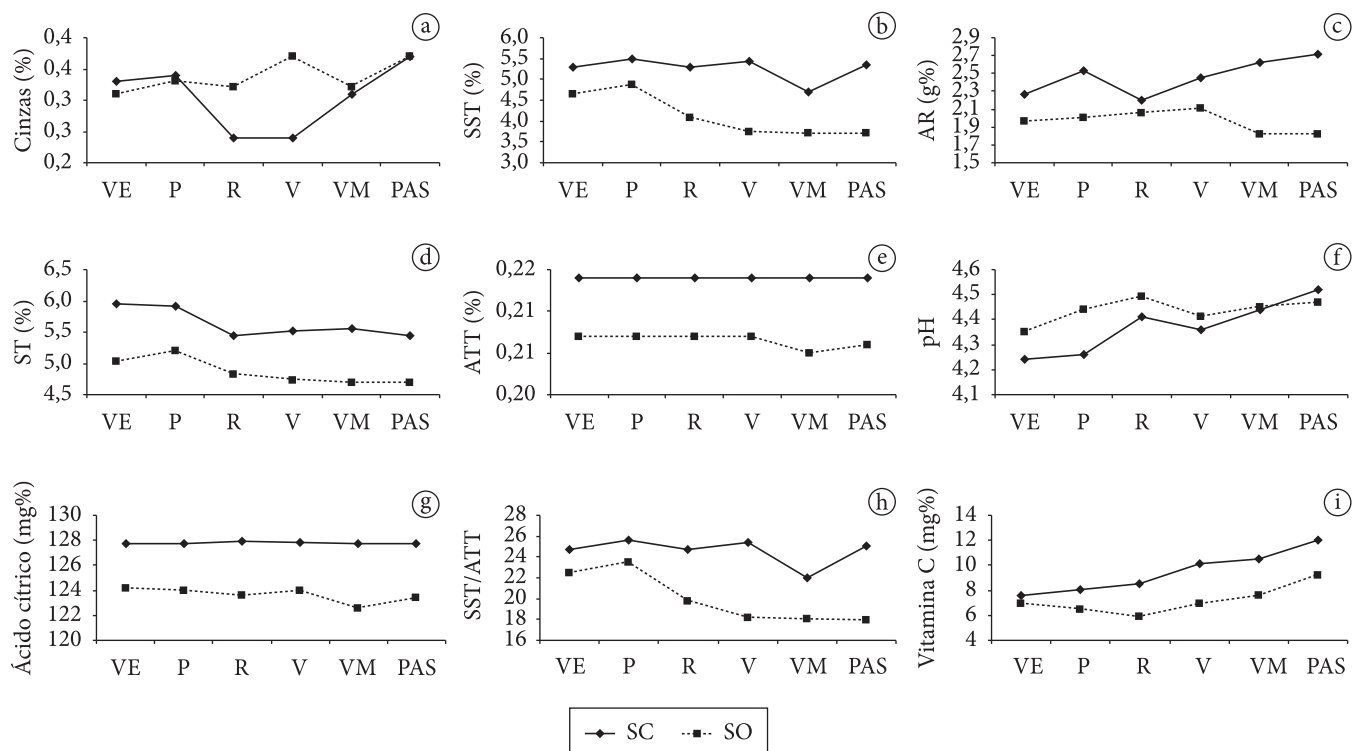 a
Cinzas (%)
0,4
0,4
0,3
0,3
0,2
VE P R V VM PAS
b
SST (%)
6,0
5,5
5,0
4,5
4,0
3,5
3,0
VE P R V VM PAS
c
AR (g%)
2,9
2,7
2,5
2,3
2,1
1,9
1,7
1,5
VE P R V VM PAS
d
ST (%)
6,5
6,0
5,5
5,0
4,5
VE P R V VM PAS
e
ATT (%)
0,22
0,21
0,21
0,20
VE P R V VM PAS
f
pH
4,6
4,5
4,4
4,3
4,2
4,1
VE P R V VM PAS
g
Ácido cítrico (mg%)
130
128
126
124
122
120
VE P R V VM PAS
h
SST/ATT
28
26
24
22
20
18
16
VE P R V VM PAS
i
Vitamina C (mg%)
14
12
10
8
6
4
VE P R V VM PAS
SC SO